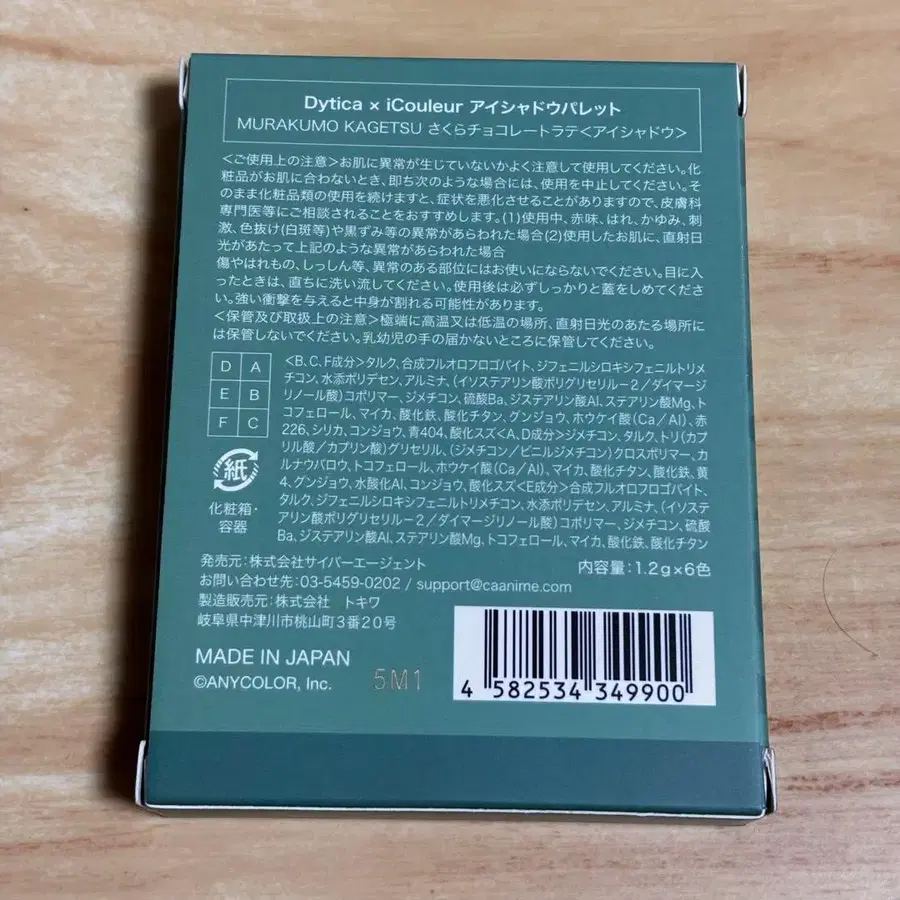 Dytica × iCouleur アイシャドウパレット
MURAKUMO KAGETSU さくらチョコレートラテ<アイシャドウ>
<ご使用上の注意>お肌に異常が生じていないかよく注意して使用してください。化
粧品がお肌に合わないとき、即ち次のような場合には、使用を中止してください。そ
のまま化粧品類の使用を続けますと、症状を悪化させることがありますので、皮膚科
専門医等にご相談されることをおすすめします。(1)使用中、赤味、はれ、かゆみ、刺
激、色抜け(白斑等)や黒ずみ等の異常があらわれた場合(2)使用したお肌に、直射日
光があたって上記のような異常があらわれた場合
傷やはれもの、しっしん等、異常のある部位にはお使いにならないでください。目に入
ったときは、直ちに洗い流してください。使用後は必ずしっかりと蓋をしめてくださ
い。強い衝撃を与えると中身が割れる可能性があります。
<保管及び取扱上の注意>極端に高温又は低温の場所、直射日光のあたる場所に
は保管しないでください。乳幼児の手の届かないところに保管してください。
D A
E B
F C
<B、C、F成分>タルク、合成フルオロフロゴパイト、ジフェニルシロキシフェニルトリメ
チコン、水添ポリデセン、アルミナ、(イソステアリン酸ポリグリセリル-2/ダイマージ
リノール酸)コポリマー、ジメチコン、硫酸Ba、ジステアリン酸Al、ステアリン酸Mg、ト
コフェロール、マイカ、酸化鉄、酸化チタン、グンジョウ、ホウケイ酸(Ca/Al)、赤
226、シリカ、コンジョウ、青404、酸化スズ<A、D成分>ジメチコン、タルク、トリ(カプ
リル酸/カプリン酸)グリセリル、(ジメチコン/ビニルジメチコン)クロスポリマー、カ
ルナウバロウ、トコフェロール、ホウケイ酸(Ca/Al)、マイカ、酸化チタン、酸化鉄、黄
4、グンジョウ、水酸化Al、コンジョウ、酸化スズ<E成分>合成フルオロフロゴパイト、
タルク、ジフェニルシロキシフェニルトリメチコン、水添ポリデセン、アルミナ、(イソス
テアリン酸ポリグリセリル-2/ダイマージリノール酸)コポリマー、ジメチコン、硫酸
Ba、ジステアリン酸Al、ステアリン酸Mg、トコフェロール、マイカ、酸化鉄、酸化チタン
紙
化粧箱・
容器
発売元:株式会社サイバーエージェント
内容量:1.2g×6色
お問い合わせ先:03-5459-0202 / support@caanime.com
製造販売元:株式会社 トキワ
岐阜県中津川市桃山町3番20号
MADE IN JAPAN
©ANYCOLOR, Inc.
5M1
4 582534 349900